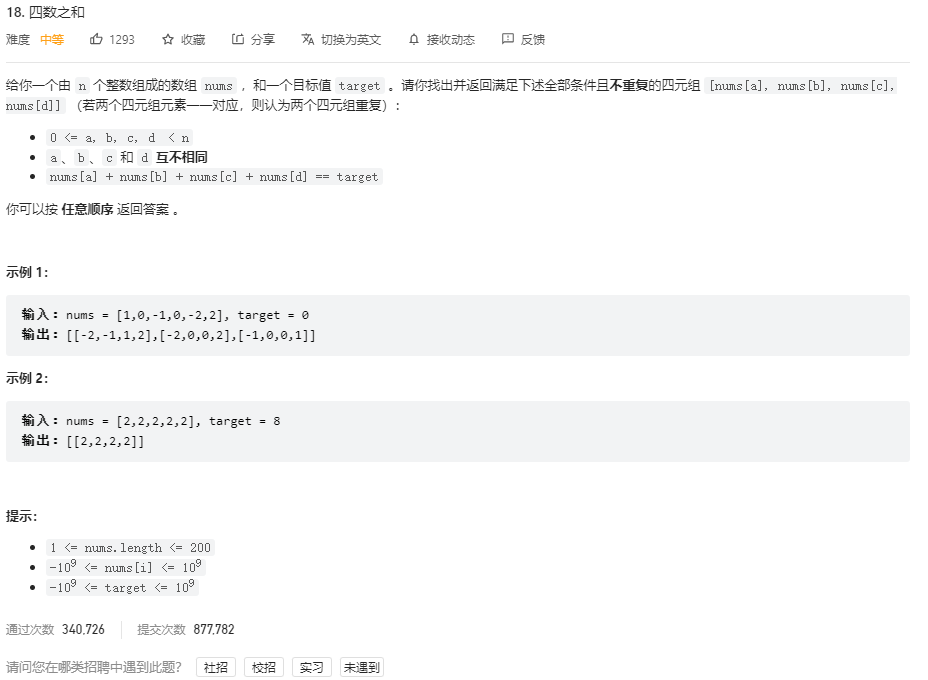 18. 四数之和
难度 中等 1293 收藏 分享 切换为英文 接收动态 反馈
给你一个由 n 个整数组成的数组 nums ，和一个目标值 target 。请你找出并返回满足下述全部条件且不重复的四元组 [nums[a], nums[b], nums[c],
nums[d]] （若两个四元组元素一一对应，则认为两个四元组重复）：
• 0 <= a, b, c, d < n
• a、b、c 和 d 互不相同
• nums[a] + nums[b] + nums[c] + nums[d] == target
你可以按 任意顺序 返回答案 。
示例 1：
输入：nums = [1,0,-1,0,-2,2], target = 0
输出：[[-2,-1,1,2],[-2,0,0,2],[-1,0,0,1]]
示例 2：
输入：nums = [2,2,2,2,2], target = 8
输出：[[2,2,2,2]]
提示：
• 1 <= nums.length <= 200
• -10⁹ <= nums[i] <= 10⁹
• -10⁹ <= target <= 10⁹
通过次数 340,726 提交次数 877,782
请问您在哪类招聘中遇到此题？ 社招 校招 实习 未遇到